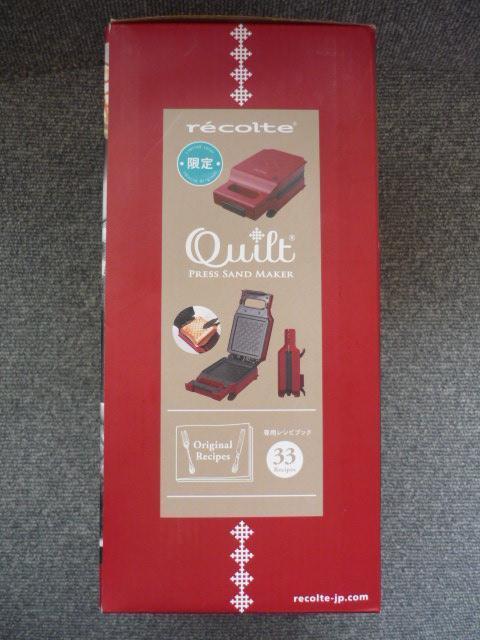 récolte®
限定
Quilt®
PRESS SAND MAKER
Original
Recipes
専用レシピブック
33
Recipes
recolte-jp.com